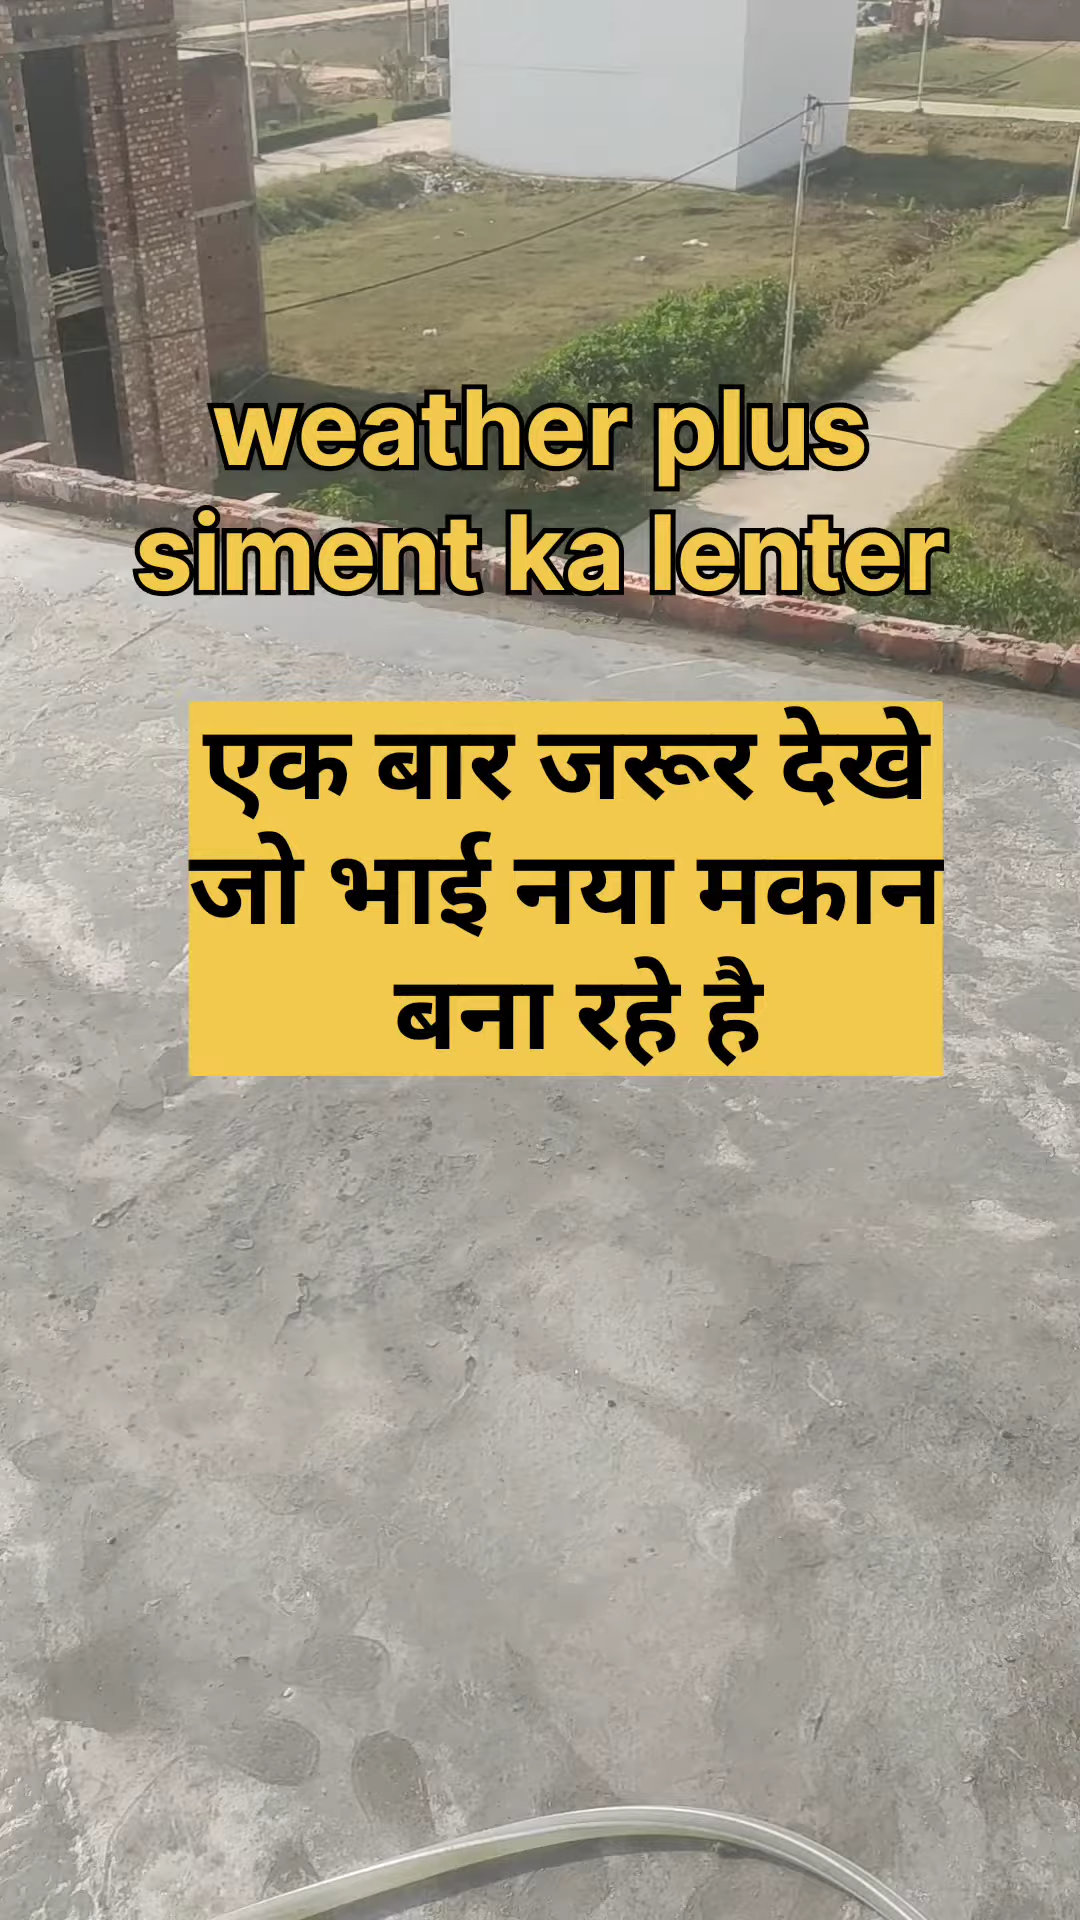 weather plus
siment ka lenter
एक बार जरूर देखे
जो भाई नया मकान
बना रहे है